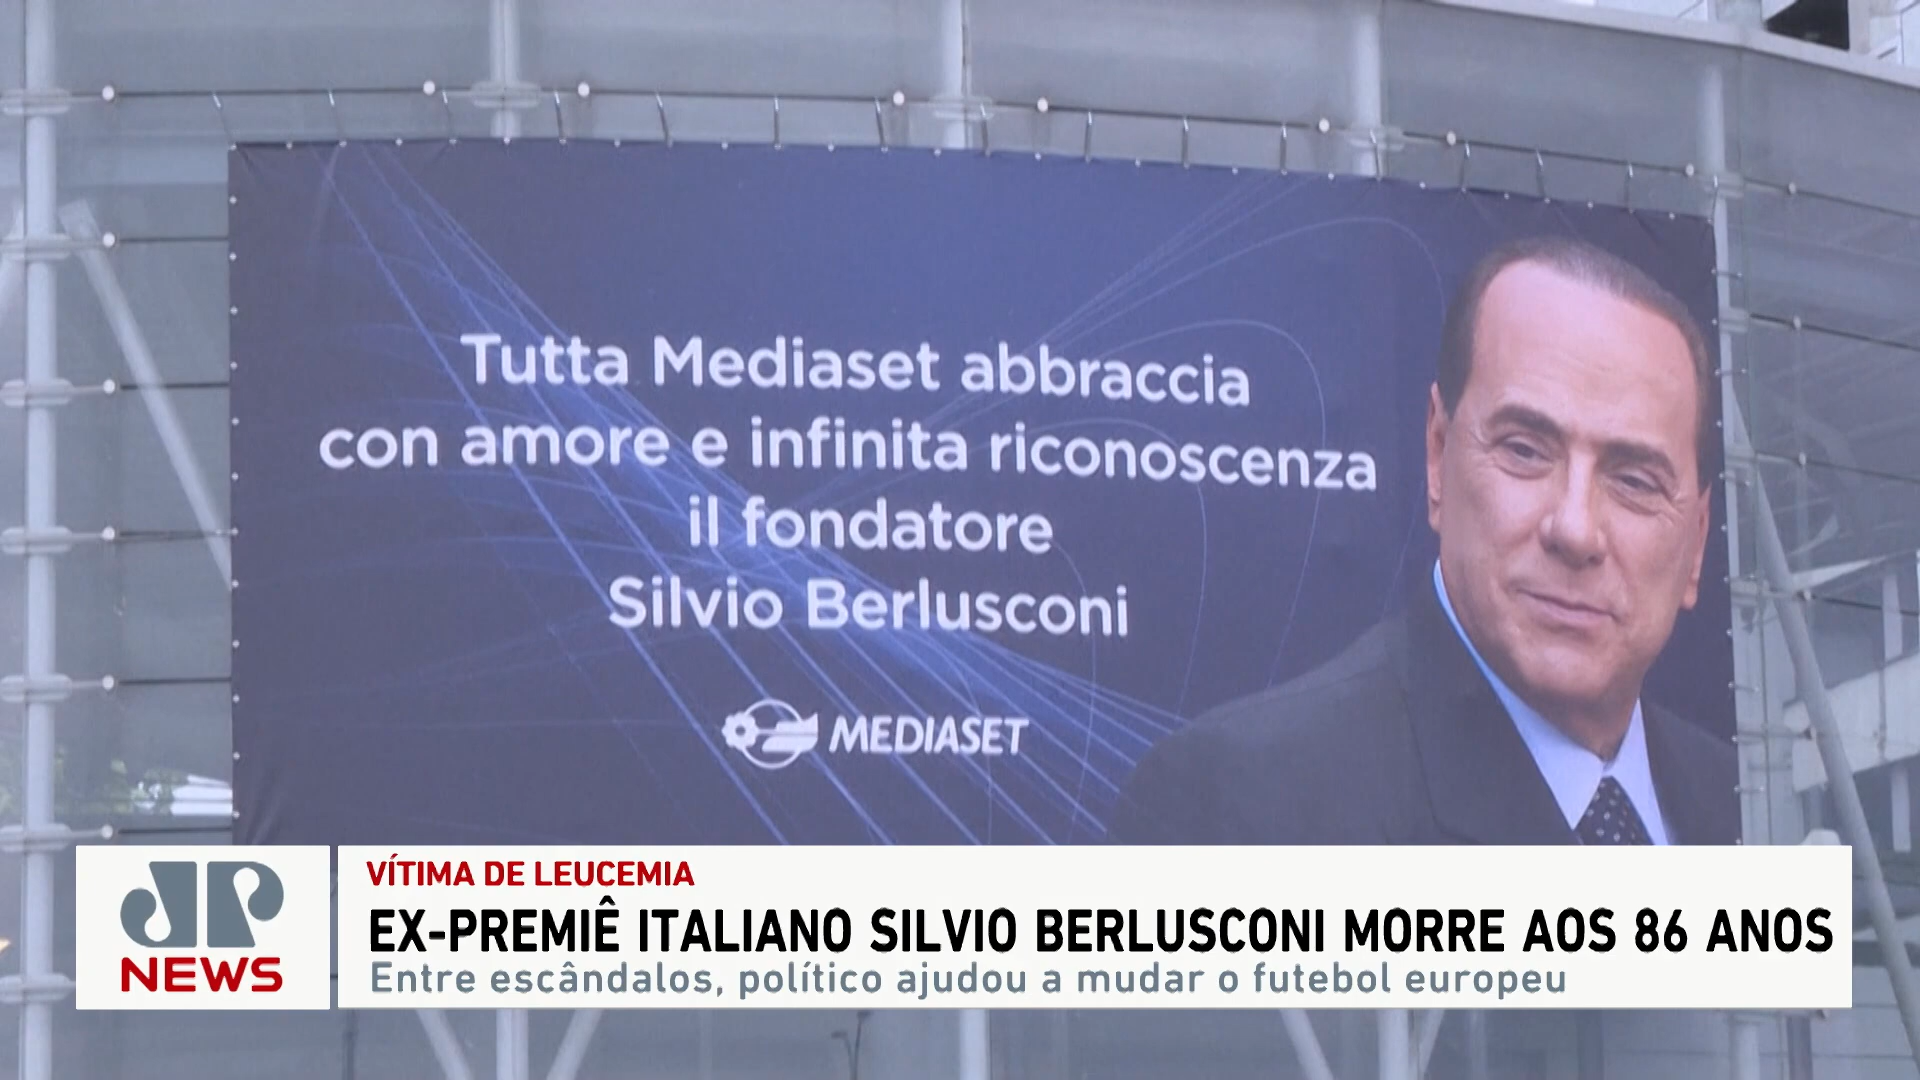 Tutta Mediaset abbraccia
con amore e infinita riconoscenza
il fondatore
Silvio Berlusconi
MEDIASET
JP
NEWS
VÍTIMA DE LEUCEMIA
EX-PREMIÊ ITALIANO SILVIO BERLUSCONI MORRE AOS 86 ANOS
Entre escândalos, político ajudou a mudar o futebol europeu